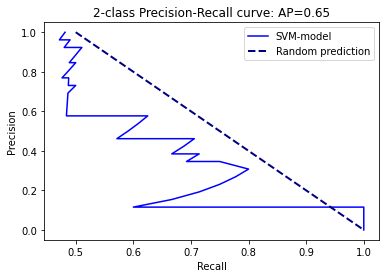 2-class Precision-Recall curve: AP=0.65
SVM-model
Random prediction
Precision
1.0
0.8
0.6
0.4
0.2
0.0
0.5
0.6
0.7
0.8
0.9
1.0
Recall